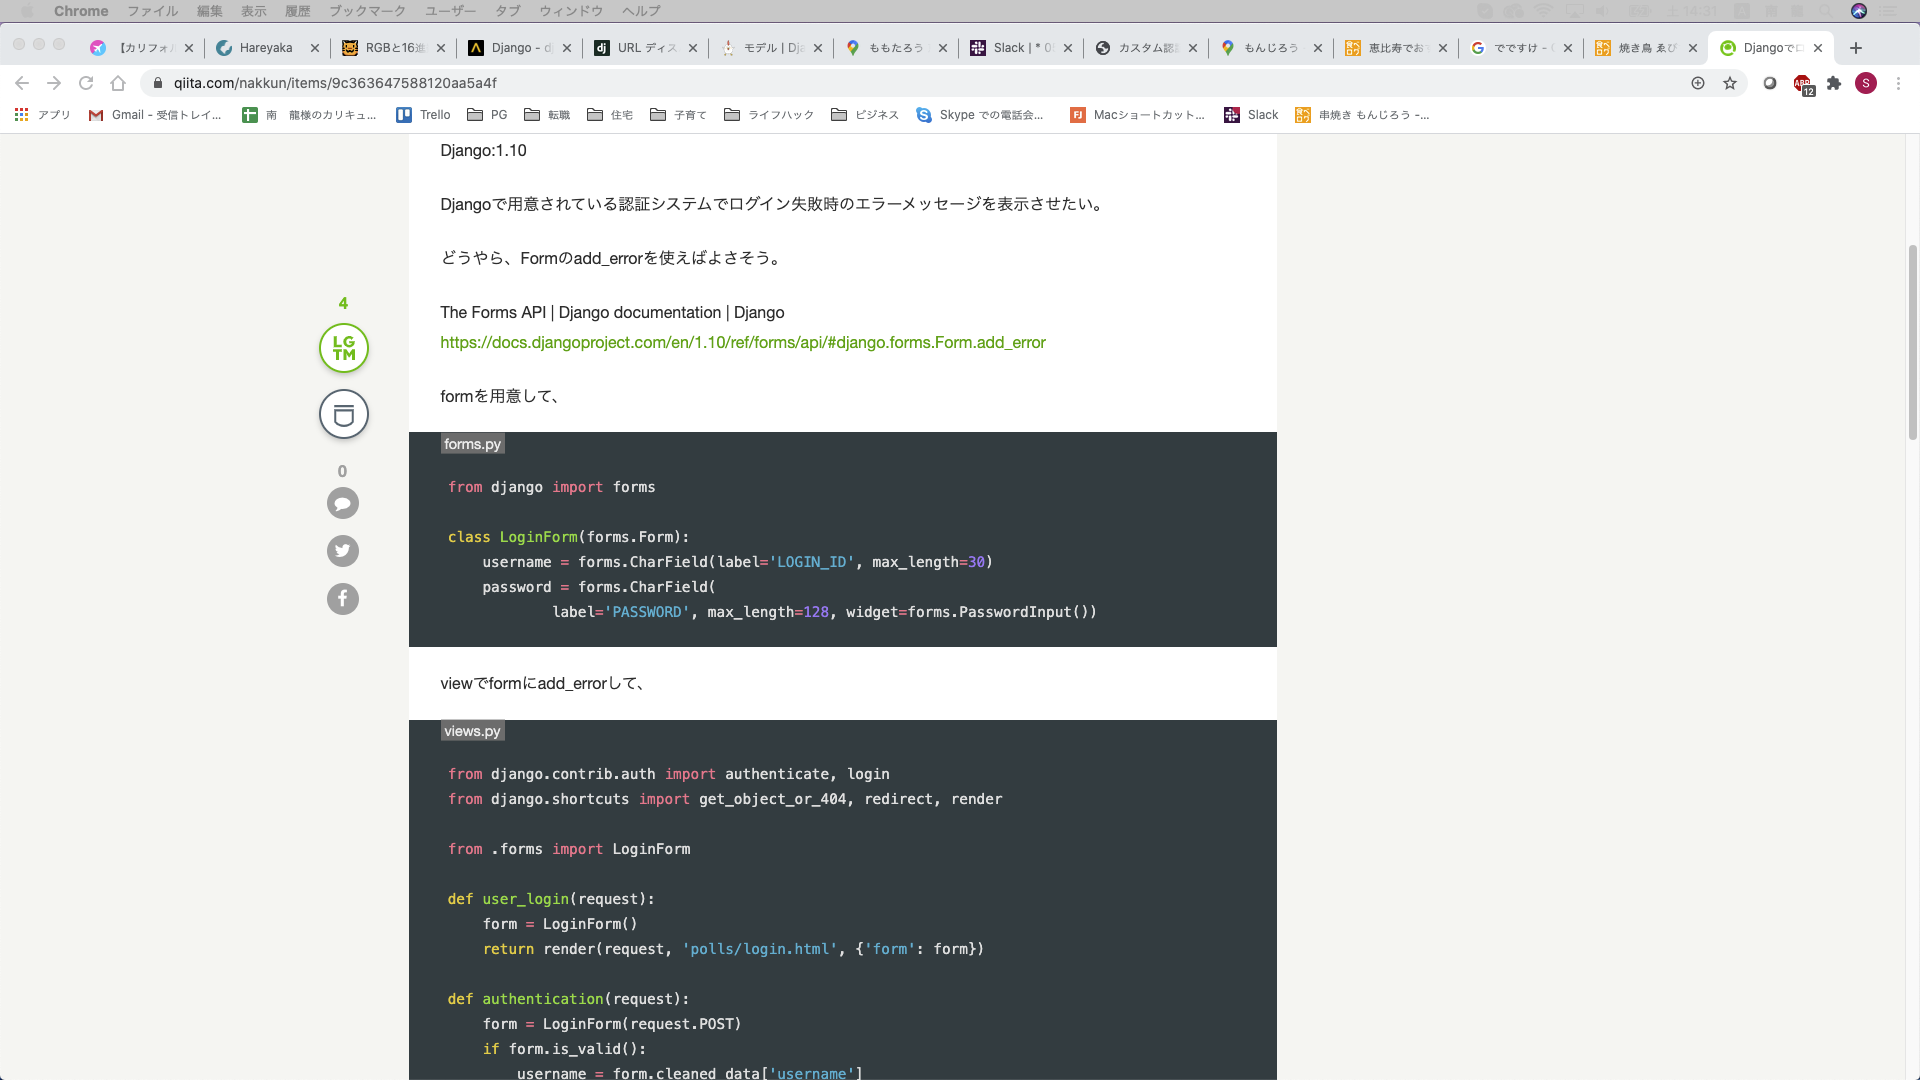 Chrome ファイル 編集 表示 履歴 ブックマーク ユーザー タブ ウィンドウ ヘルプ
【カリフォル Hareyaka RGBと16進 Django - d URL ディス モデル | Dja ももたろう Slack | * 05 カスタム認証 もんじろう 恵比寿でおす でですけ - G 焼き鳥 ゑび Djangoでロ
qiita.com/nakkun/items/9c363647588120aa5a4f
ABP 12 S
アプリ Gmail - 受信トレイ... 南 龍様のカリキュ... Trello PG 転職 住宅 子育て ライフハック ビジネス Skype での電話会... Macショートカット... Slack 串焼き もんじろう -...
Django:1.10
Djangoで用意されている認証システムでログイン失敗時のエラーメッセージを表示させたい。
どうやら、Formのadd_errorを使えばよさそう。
4
LG
TM
The Forms API | Django documentation | Django
https://docs.djangoproject.com/en/1.10/ref/forms/api/#django.forms.Form.add_error
formを用意して、
0
forms.py
from django import forms
class LoginForm(forms.Form):
    username = forms.CharField(label='LOGIN_ID', max_length=30)
    password = forms.CharField(
            label='PASSWORD', max_length=128, widget=forms.PasswordInput())
viewでformにadd_errorして、
views.py
from django.contrib.auth import authenticate, login
from django.shortcuts import get_object_or_404, redirect, render
from .forms import LoginForm
def user_login(request):
    form = LoginForm()
    return render(request, 'polls/login.html', {'form': form})
def authentication(request):
    form = LoginForm(request.POST)
    if form.is_valid():
        username = form.cleaned_data['username']